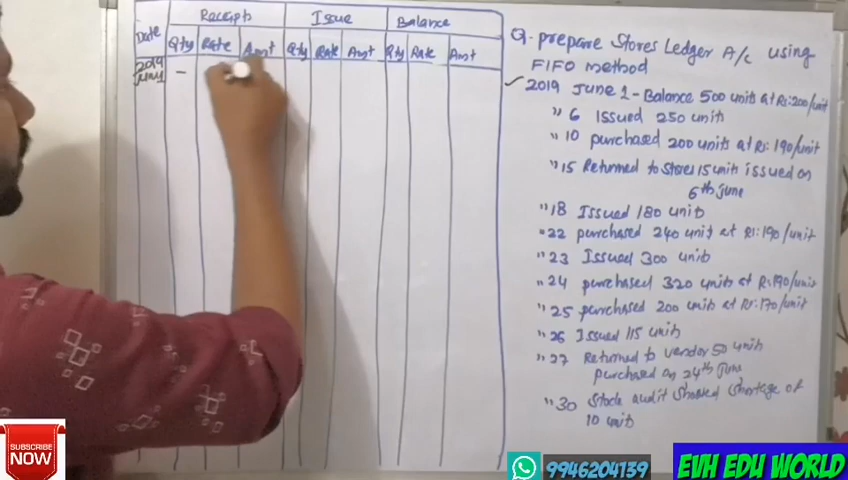 Date
Receipts
Issue
Balance
Qty Rate Amt Qty Rate Amt Qty Rate Amt
2019
June 1 -
Q. prepare Stores Ledger A/c using
FIFO method
✓ 2019 June 1 - Balance 500 units at Rs: 200/unit
" 6 Issued 250 units
" 10 purchased 200 units at Rs: 190/unit
" 15 Returned to Stores 15 units issued on
6th June
" 18 Issued 180 units
" 22 purchased 240 units at Rs: 190/unit
" 23 Issued 300 units
" 24 purchased 320 units at Rs: 190/unit
" 25 purchased 200 units at Rs: 170/unit
" 26 Issued 115 units
" 27 Returned to vendor 50 units
purchased on 24th June
" 30 Stock audit Shortage of
10 units
SUBSCRIBE
NOW
9946204139
EVH EDU WORLD